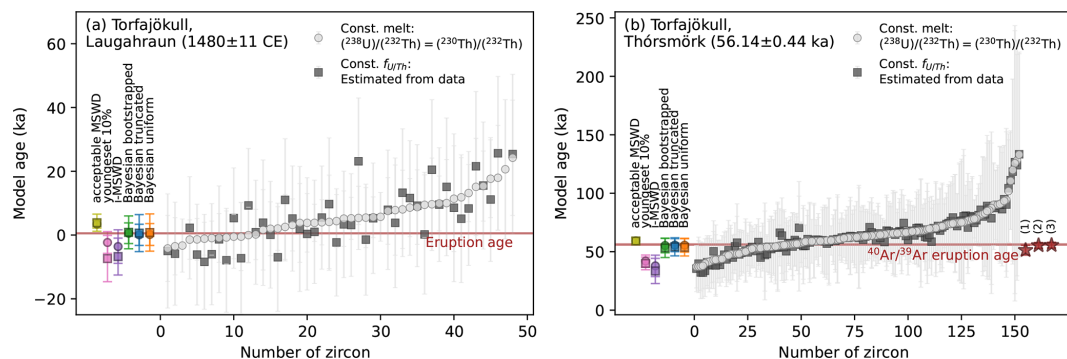 (a) Torfajökull,
Laugahraun (1480±11 CE)
Const. melt:
(²³⁸U)/(²³²Th) = (²³⁰Th)/(²³²Th)
Const. f_U/Th:
Estimated from data
acceptable MSWD
youngeset 10%
I-MSWD
Bayesian bootstrapped
Bayesian truncated
Bayesian uniform
Eruption age
Model age (ka)
60
40
20
0
−20
0
10
20
30
40
50
Number of zircon
(b) Torfajökull,
Thórsmörk (56.14±0.44 ka)
Const. melt:
(²³⁸U)/(²³²Th) = (²³⁰Th)/(²³²Th)
Const. f_U/Th:
Estimated from data
acceptable MSWD
youngeset 10%
I-MSWD
Bayesian bootstrapped
Bayesian truncated
Bayesian uniform
(1)
(2)
(3)
⁴⁰Ar/³⁹Ar eruption age
Model age (ka)
250
200
150
100
50
0
0
25
50
75
100
125
150
Number of zircon